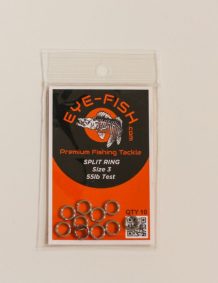 EYE-FISH.com
Premium Fishing Tackle
SPLIT RING
Size 3
55lb Test
QTY 10